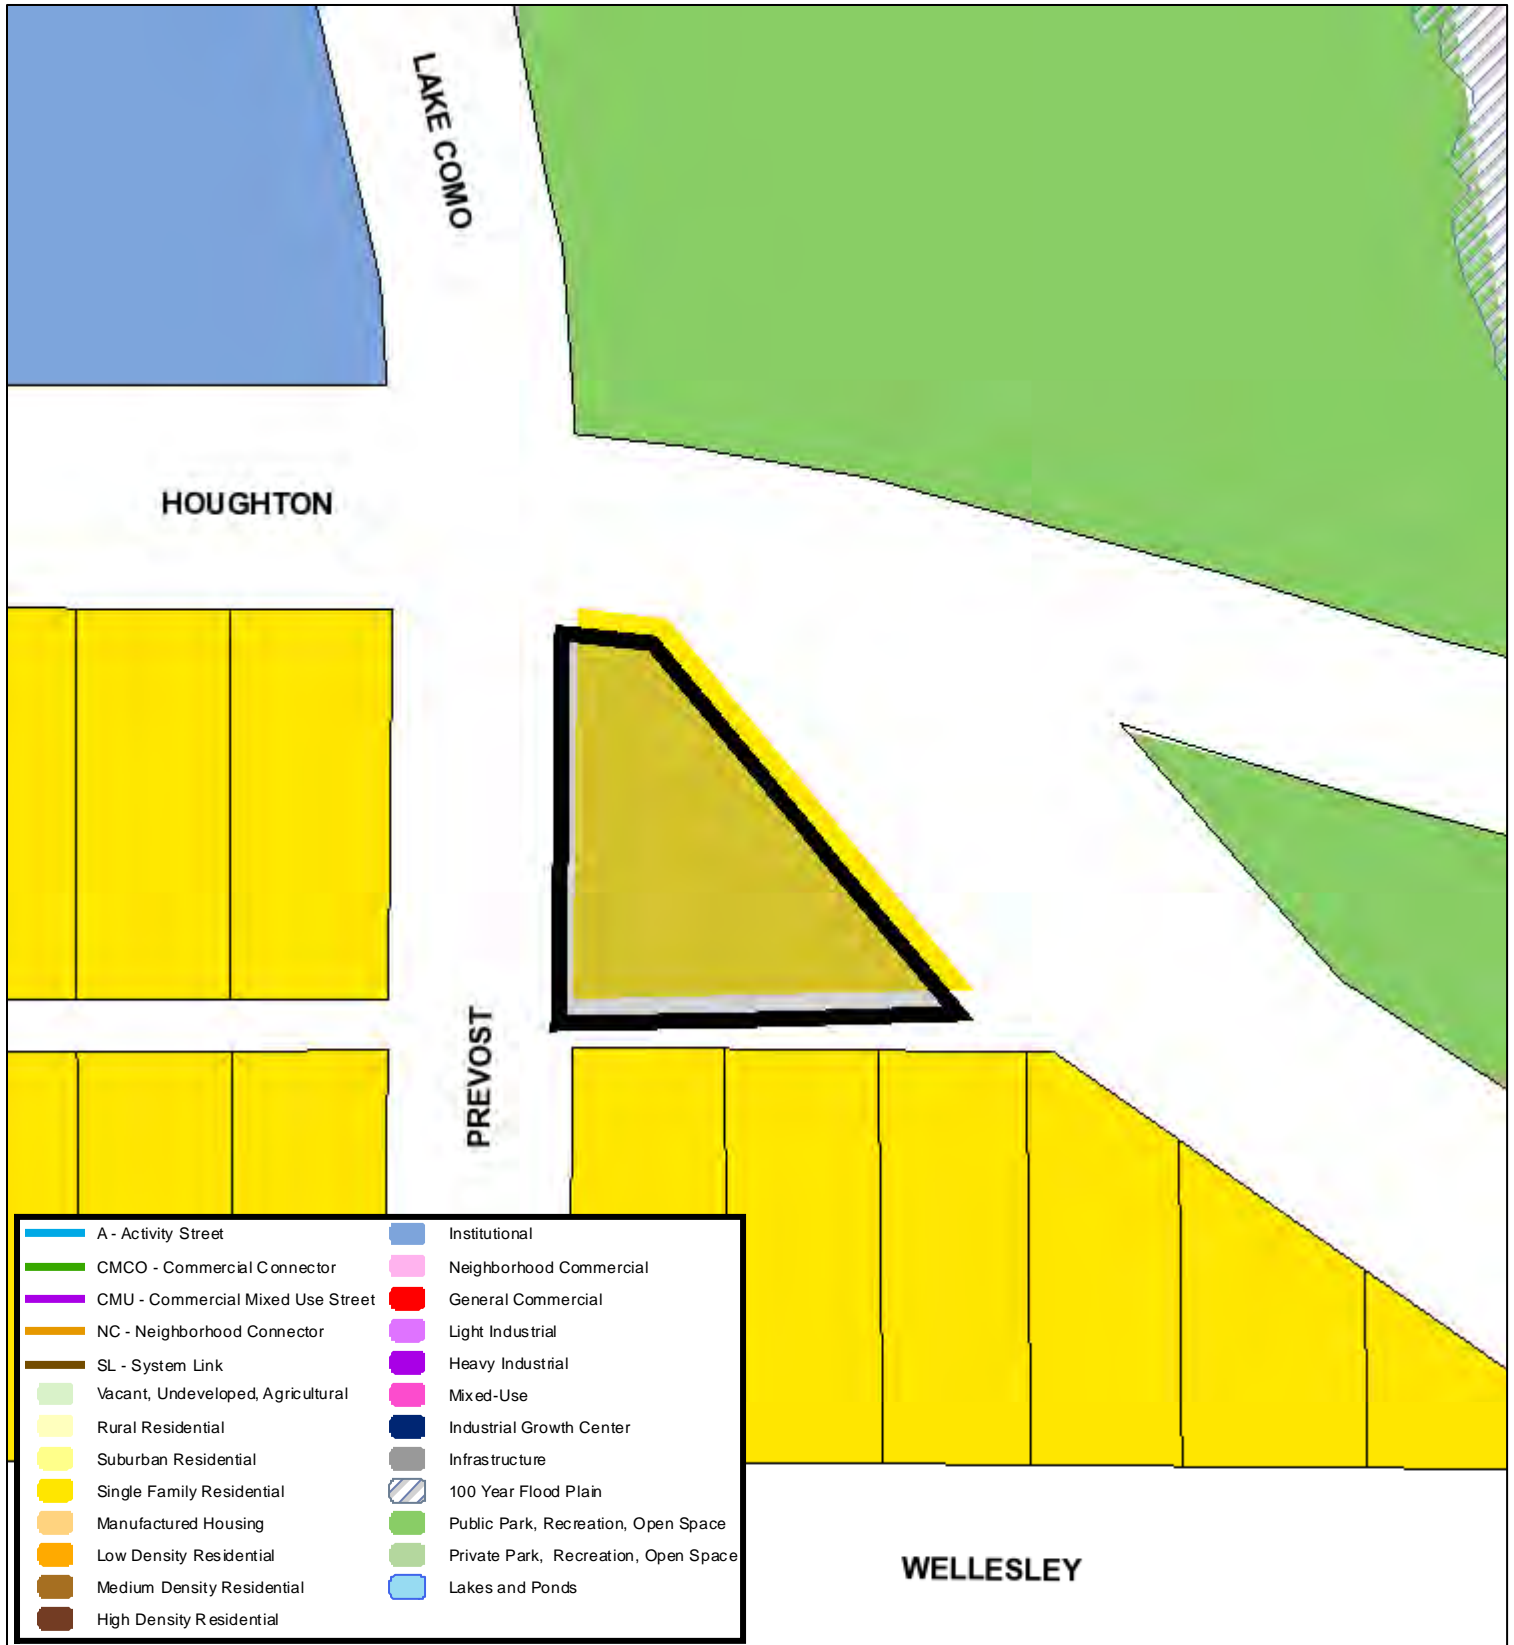 LAKE COMO
HOUGHTON
PREVOST
A - Activity Street
CMCO - Commercial Connector
CMU - Commercial Mixed Use Street
NC - Neighborhood Connector
SL - System Link
Vacant, Undeveloped, Agricultural
Rural Residential
Suburban Residential
Single Family Residential
Manufactured Housing
Low Density Residential
Medium Density Residential
High Density Residential
Institutional
Neighborhood Commercial
General Commercial
Light Industrial
Heavy Industrial
Mixed-Use
Industrial Growth Center
Infrastructure
100 Year Flood Plain
Public Park, Recreation, Open Space
Private Park, Recreation, Open Space
Lakes and Ponds
WELLESLEY